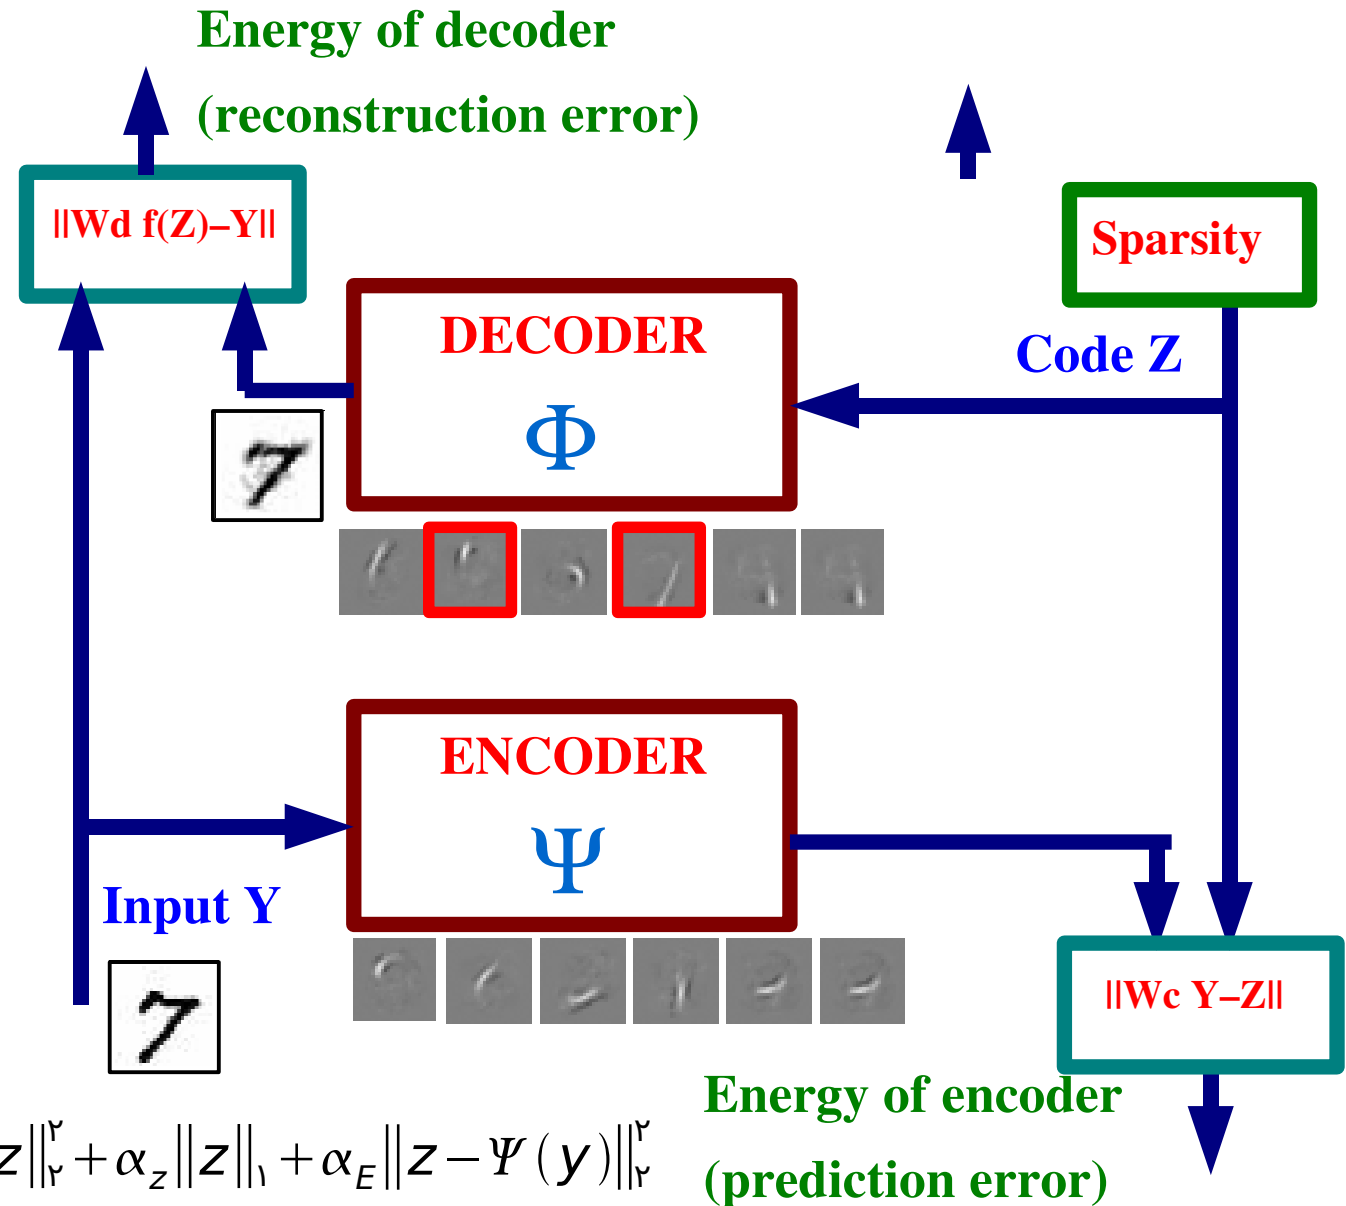 Energy of decoder
(reconstruction error)
||Wd f(Z)–Y||
Sparsity
DECODER
Code Z
Φ
ENCODER
Ψ
Input Y
||Wc Y–Z||
Energy of encoder
(prediction error)
z‖₂² + α_z‖z‖₁ + α_E‖z − Ψ(y)‖₂²